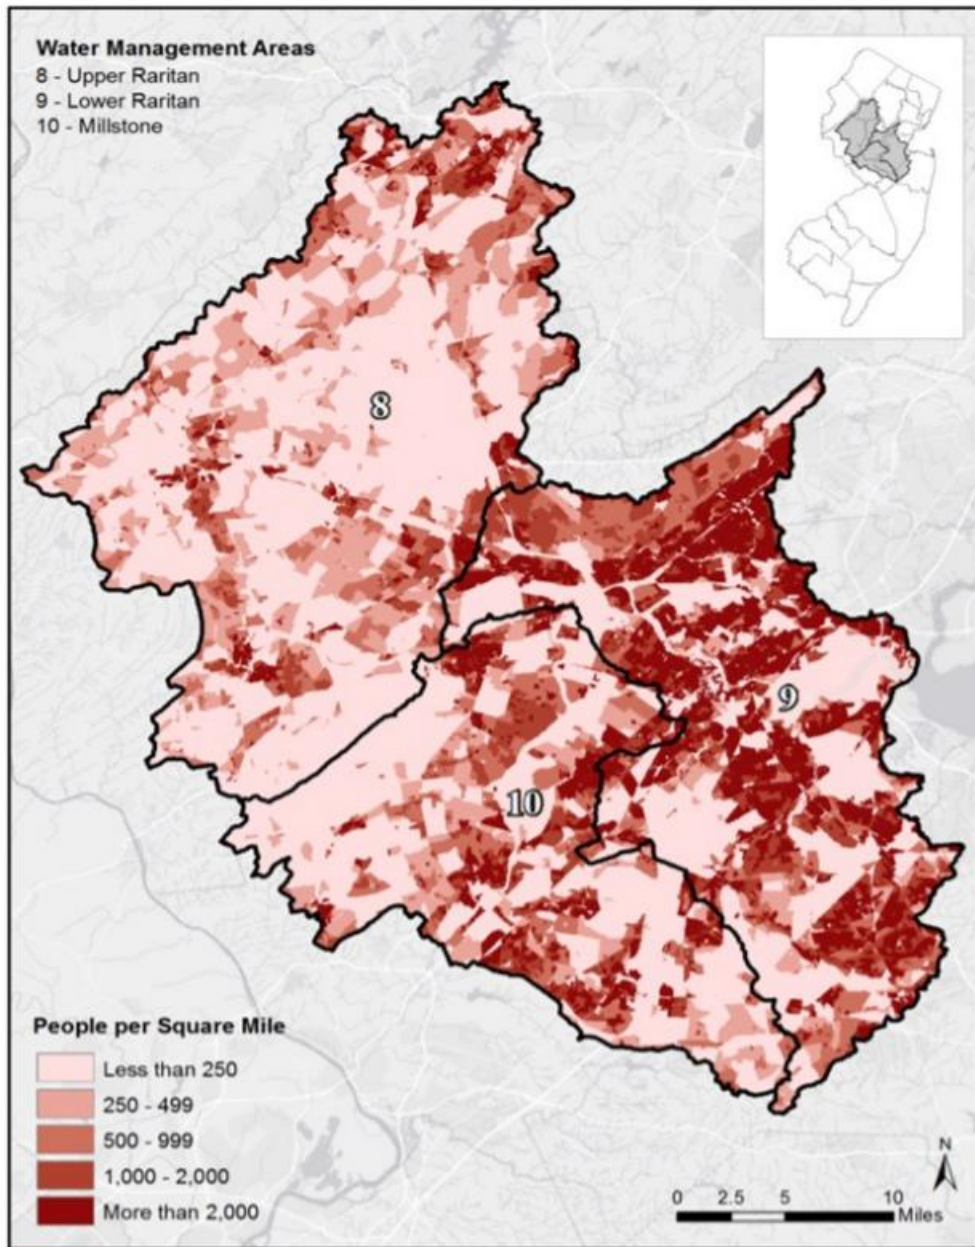 Water Management Areas
8 - Upper Raritan
9 - Lower Raritan
10 - Millstone
8
9
10
People per Square Mile
Less than 250
250 - 499
500 - 999
1,000 - 2,000
More than 2,000
N
0 2.5 5 10
Miles